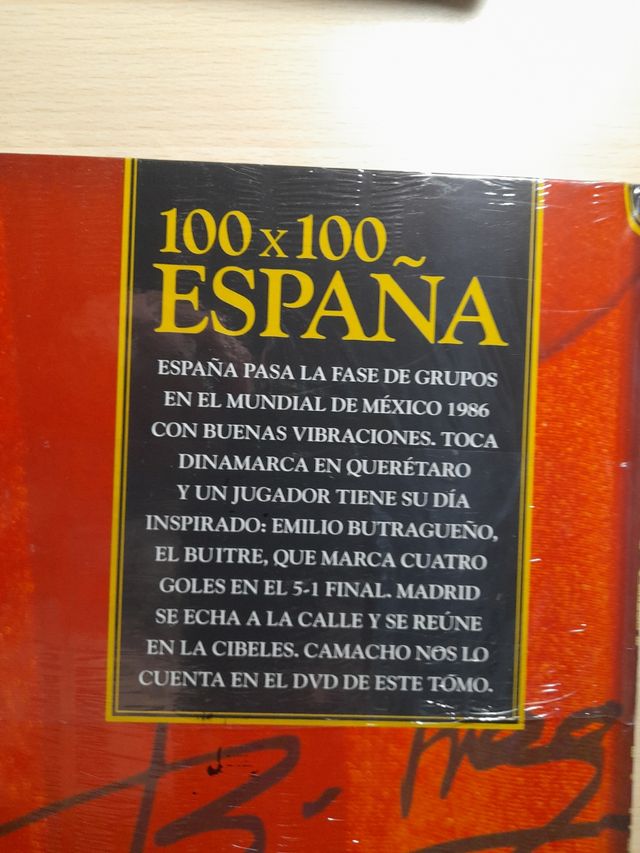 100 x 100
ESPAÑA
ESPAÑA PASA LA FASE DE GRUPOS
EN EL MUNDIAL DE MÉXICO 1986
CON BUENAS VIBRACIONES. TOCA
DINAMARCA EN QUERÉTARO
Y UN JUGADOR TIENE SU DÍA
INSPIRADO: EMILIO BUTRAGUEÑO,
EL BUITRE, QUE MARCA CUATRO
GOLES EN EL 5-1 FINAL. MADRID
SE ECHA A LA CALLE Y SE REÚNE
EN LA CIBELES. CAMACHO NOS LO
CUENTA EN EL DVD DE ESTE TOMO.